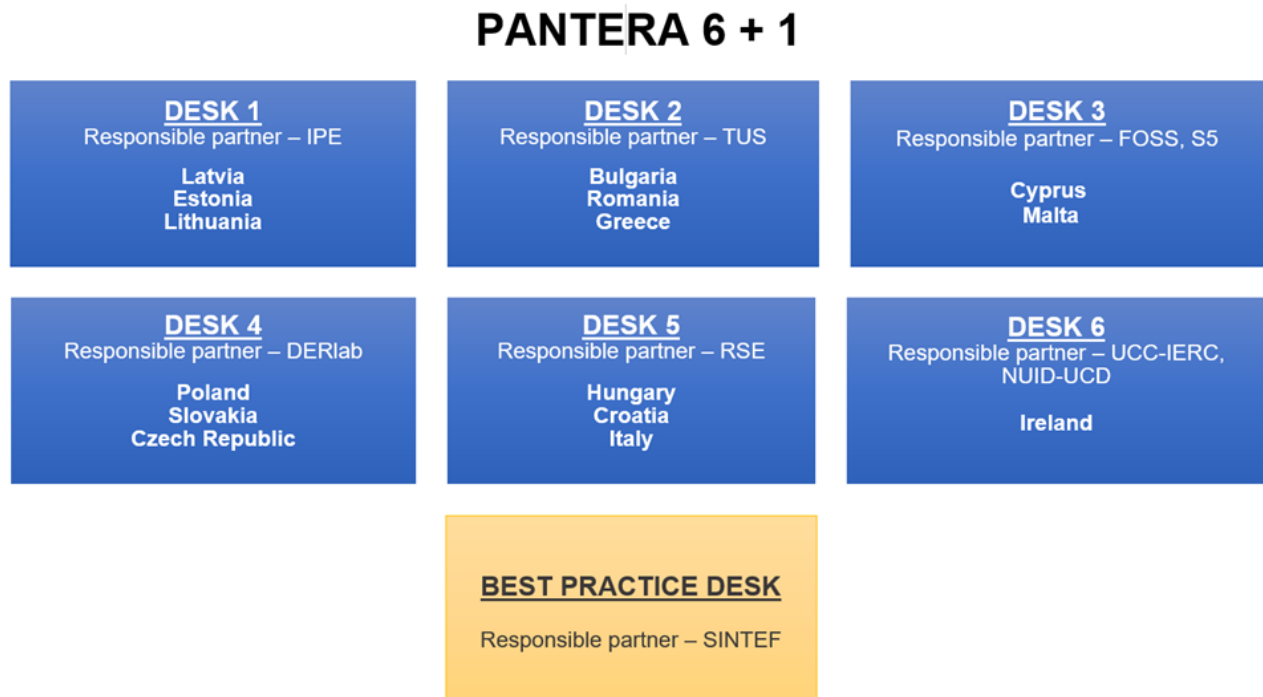 PANTERA 6 + 1
DESK 1
Responsible partner – IPE
Latvia
Estonia
Lithuania
DESK 2
Responsible partner – TUS
Bulgaria
Romania
Greece
DESK 3
Responsible partner – FOSS, S5
Cyprus
Malta
DESK 4
Responsible partner – DERlab
Poland
Slovakia
Czech Republic
DESK 5
Responsible partner – RSE
Hungary
Croatia
Italy
DESK 6
Responsible partner – UCC-IERC,
NUID-UCD
Ireland
BEST PRACTICE DESK
Responsible partner – SINTEF